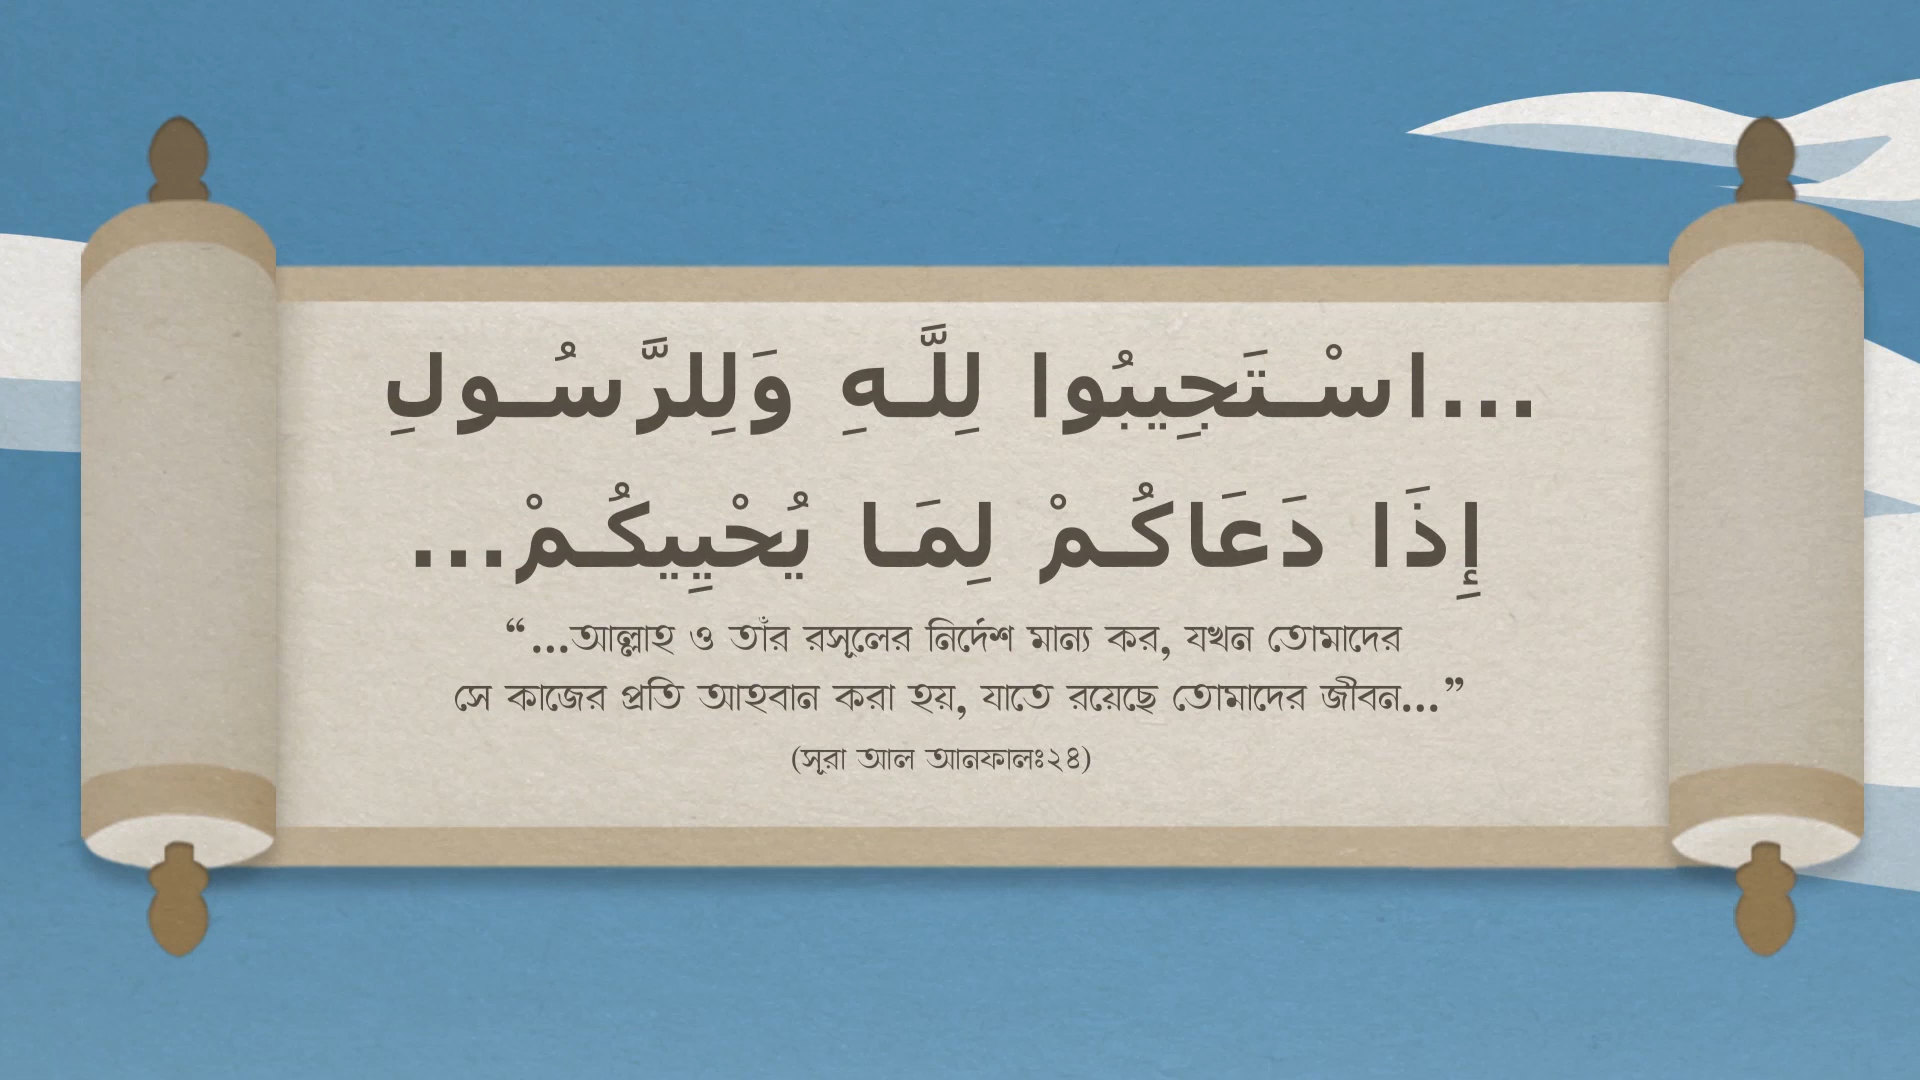 ...اسْـتَجِيبُوا لِلَّـهِ وَلِلرَّسُـولِ
إِذَا دَعَاكُـمْ لِمَـا يُحْيِيكُـمْ...
“...আল্লাহ ও তাঁর রসূলের নির্দেশ মান্য কর, যখন তোমাদের
সে কাজের প্রতি আহবান করা হয়, যাতে রয়েছে তোমাদের জীবন...”
(সূরা আল আনফালঃ২৪)